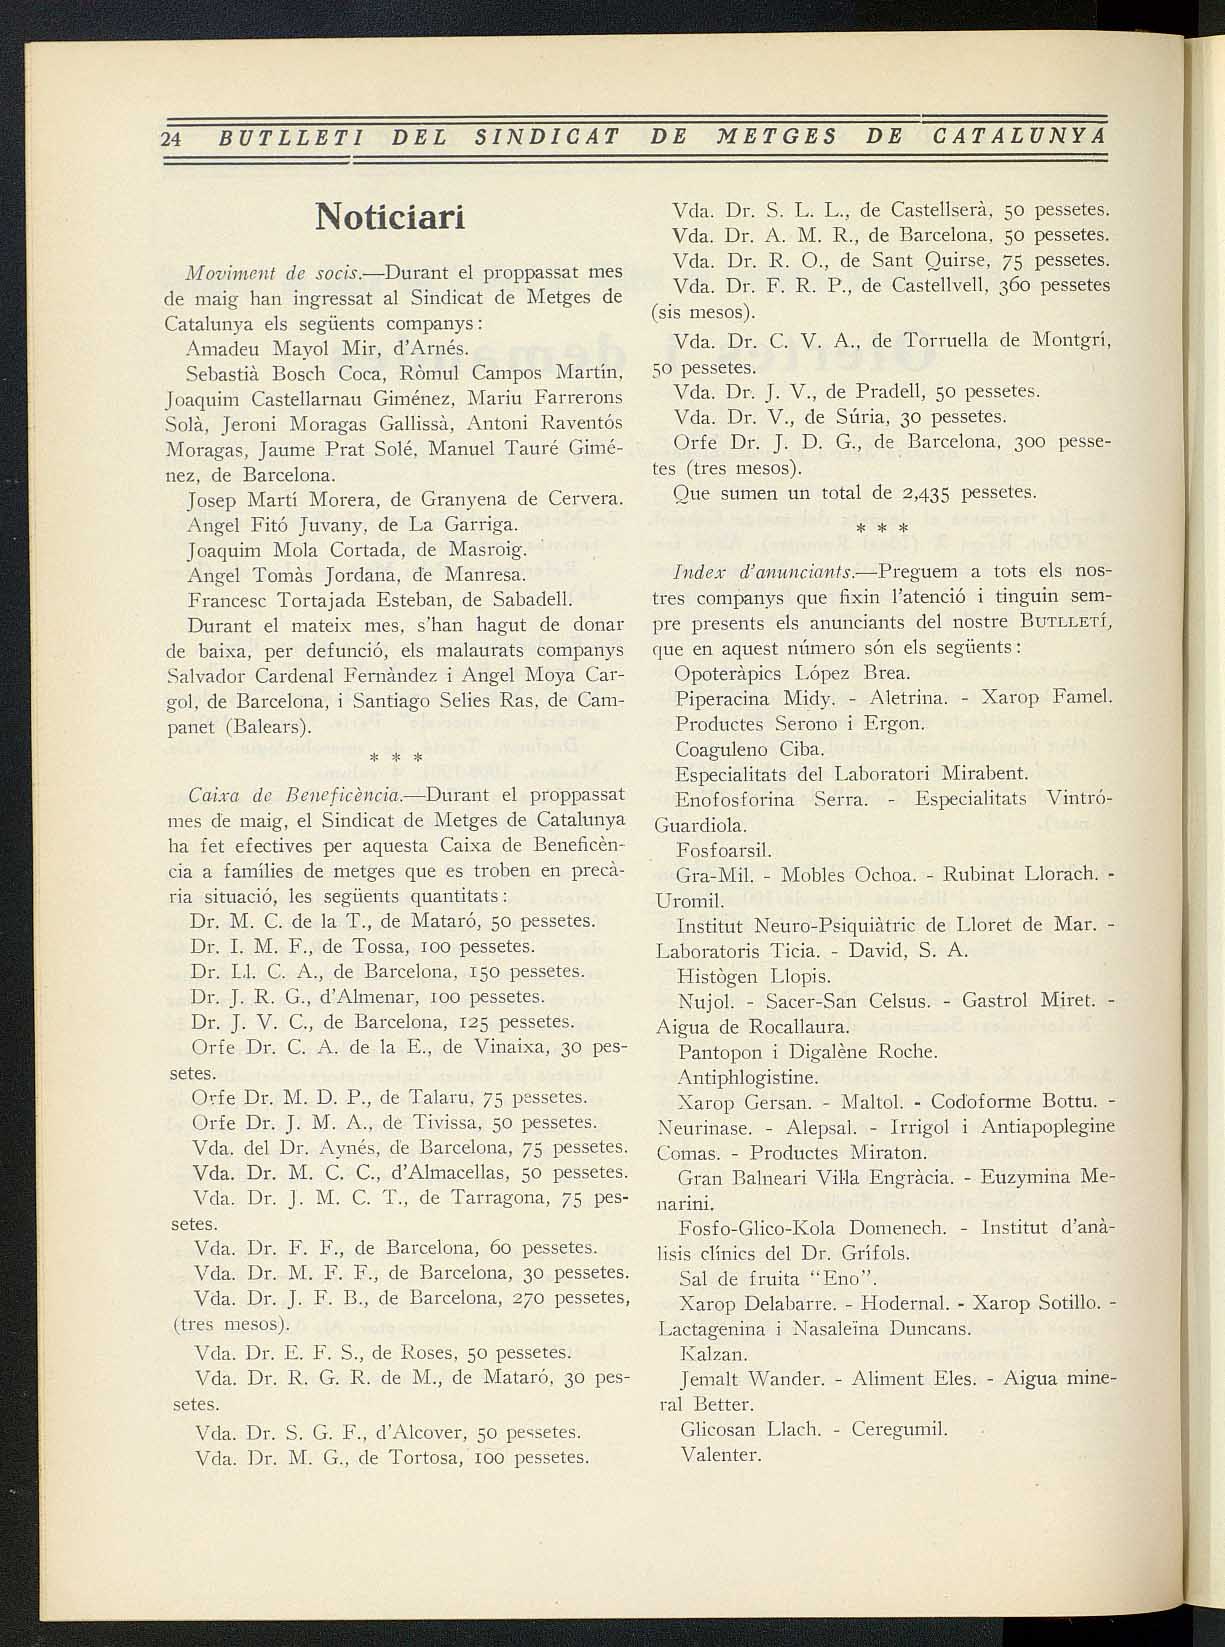 24 BUTLLETI DEL SINDICAT DE METGES DE CATALUNYA
Noticiari
Moviment de socis.—Durant el proppassat mes
de maig han ingressat al Sindicat de Metges de
Catalunya els següents companys:
Amadeu Mayol Mir, d'Arnés.
Sebastià Bosch Coca, Ròmul Campos Martín,
Joaquim Castellarnau Giménez, Mariu Farrerons
Solà, Jeroni Moragas Gallissà, Antoni Raventós
Moragas, Jaume Prat Solé, Manuel Tauré Gimé-
nez, de Barcelona.
Josep Martí Morera, de Granyena de Cervera.
Angel Fitó Juvany, de La Garriga.
Joaquim Mola Cortada, de Masroig.
Angel Tomàs Jordana, de Manresa.
Francesc Tortajada Esteban, de Sabadell.
Durant el mateix mes, s'han hagut de donar
de baixa, per defunció, els malaurats companys
Salvador Cardenal Fernàndez i Angel Moya Car-
gol, de Barcelona, i Santiago Selies Ras, de Cam-
panet (Balears).
* * *
Caixa de Beneficència.—Durant el proppassat
mes de maig, el Sindicat de Metges de Catalunya
ha fet efectives per aquesta Caixa de Beneficèn-
cia a famílies de metges que es troben en precà-
ria situació, les següents quantitats:
Dr. M. C. de la T., de Mataró, 50 pessetes.
Dr. I. M. F., de Tossa, 100 pessetes.
Dr. Ll. C. A., de Barcelona, 150 pessetes.
Dr. J. R. G., d'Almenar, 100 pessetes.
Dr. J. V. C., de Barcelona, 125 pessetes.
Orfe Dr. C. A. de la E., de Vinaixa, 30 pes-
setes.
Orfe Dr. M. D. P., de Talaru, 75 pessetes.
Orfe Dr. J. M. A., de Tivissa, 50 pessetes.
Vda. del Dr. Aynés, de Barcelona, 75 pessetes.
Vda. Dr. M. C. C., d'Almacellas, 50 pessetes.
Vda. Dr. J. M. C. T., de Tarragona, 75 pes-
setes.
Vda. Dr. F. F., de Barcelona, 60 pessetes.
Vda. Dr. M. F. F., de Barcelona, 30 pessetes.
Vda. Dr. J. F. B., de Barcelona, 270 pessetes,
(tres mesos).
Vda. Dr. E. F. S., de Roses, 50 pessetes.
Vda. Dr. R. G. R. de M., de Mataró, 30 pes-
setes.
Vda. Dr. S. G. F., d'Alcover, 50 pessetes.
Vda. Dr. M. G., de Tortosa, 100 pessetes.
Vda. Dr. S. L. L., de Castellserà, 50 pessetes.
Vda. Dr. A. M. R., de Barcelona, 50 pessetes.
Vda. Dr. R. O., de Sant Quirse, 75 pessetes.
Vda. Dr. F. R. P., de Castellvell, 360 pessetes
(sis mesos).
Vda. Dr. C. V. A., de Torruella de Montgrí,
50 pessetes.
Vda. Dr. J. V., de Pradell, 50 pessetes.
Vda. Dr. V., de Súria, 30 pessetes.
Orfe Dr. J. D. G., de Barcelona, 300 pesse-
tes (tres mesos).
Que sumen un total de 2,435 pessetes.
* * *
Index d'anunciants.—Preguem a tots els nos-
tres companys que fixin l'atenció i tinguin sem-
pre presents els anunciants del nostre BUTLLETÍ,
que en aquest número són els següents:
Opoteràpics López Brea.
Piperacina Midy. - Aletrina. - Xarop Famel.
Productes Serono i Ergon.
Coaguleno Ciba.
Especialitats del Laboratori Mirabent.
Enofosforina Serra. - Especialitats Vintró-
Guardiola.
Fosfoarsil.
Gra-Mil. - Mobles Ochoa. - Rubinat Llorach. -
Uromil.
Institut Neuro-Psiquiàtric de Lloret de Mar. -
Laboratoris Ticia. - David, S. A.
Histògen Llopis.
Nujol. - Sacer-San Celsus. - Gastrol Miret. -
Aigua de Rocallaura.
Pantopon i Digalène Roche.
Antiphlogistine.
Xarop Gersan. - Maltol. - Codoforme Bottu. -
Neurinase. - Alepsal. - Irrigol i Antiapoplegine
Comas. - Productes Miraton.
Gran Balneari Vil·la Engràcia. - Euzymina Me-
narini.
Fosfo-Glico-Kola Domenech. - Institut d'anà-
lisis clínics del Dr. Grífols.
Sal de fruita "Eno".
Xarop Delabarre. - Hodernal. - Xarop Sotillo. -
Lactagenina i Nasaleïna Duncans.
Kalzan.
Jemalt Wander. - Aliment Eles. - Aigua mine-
ral Better.
Glicosan Llach. - Ceregumil.
Valenter.